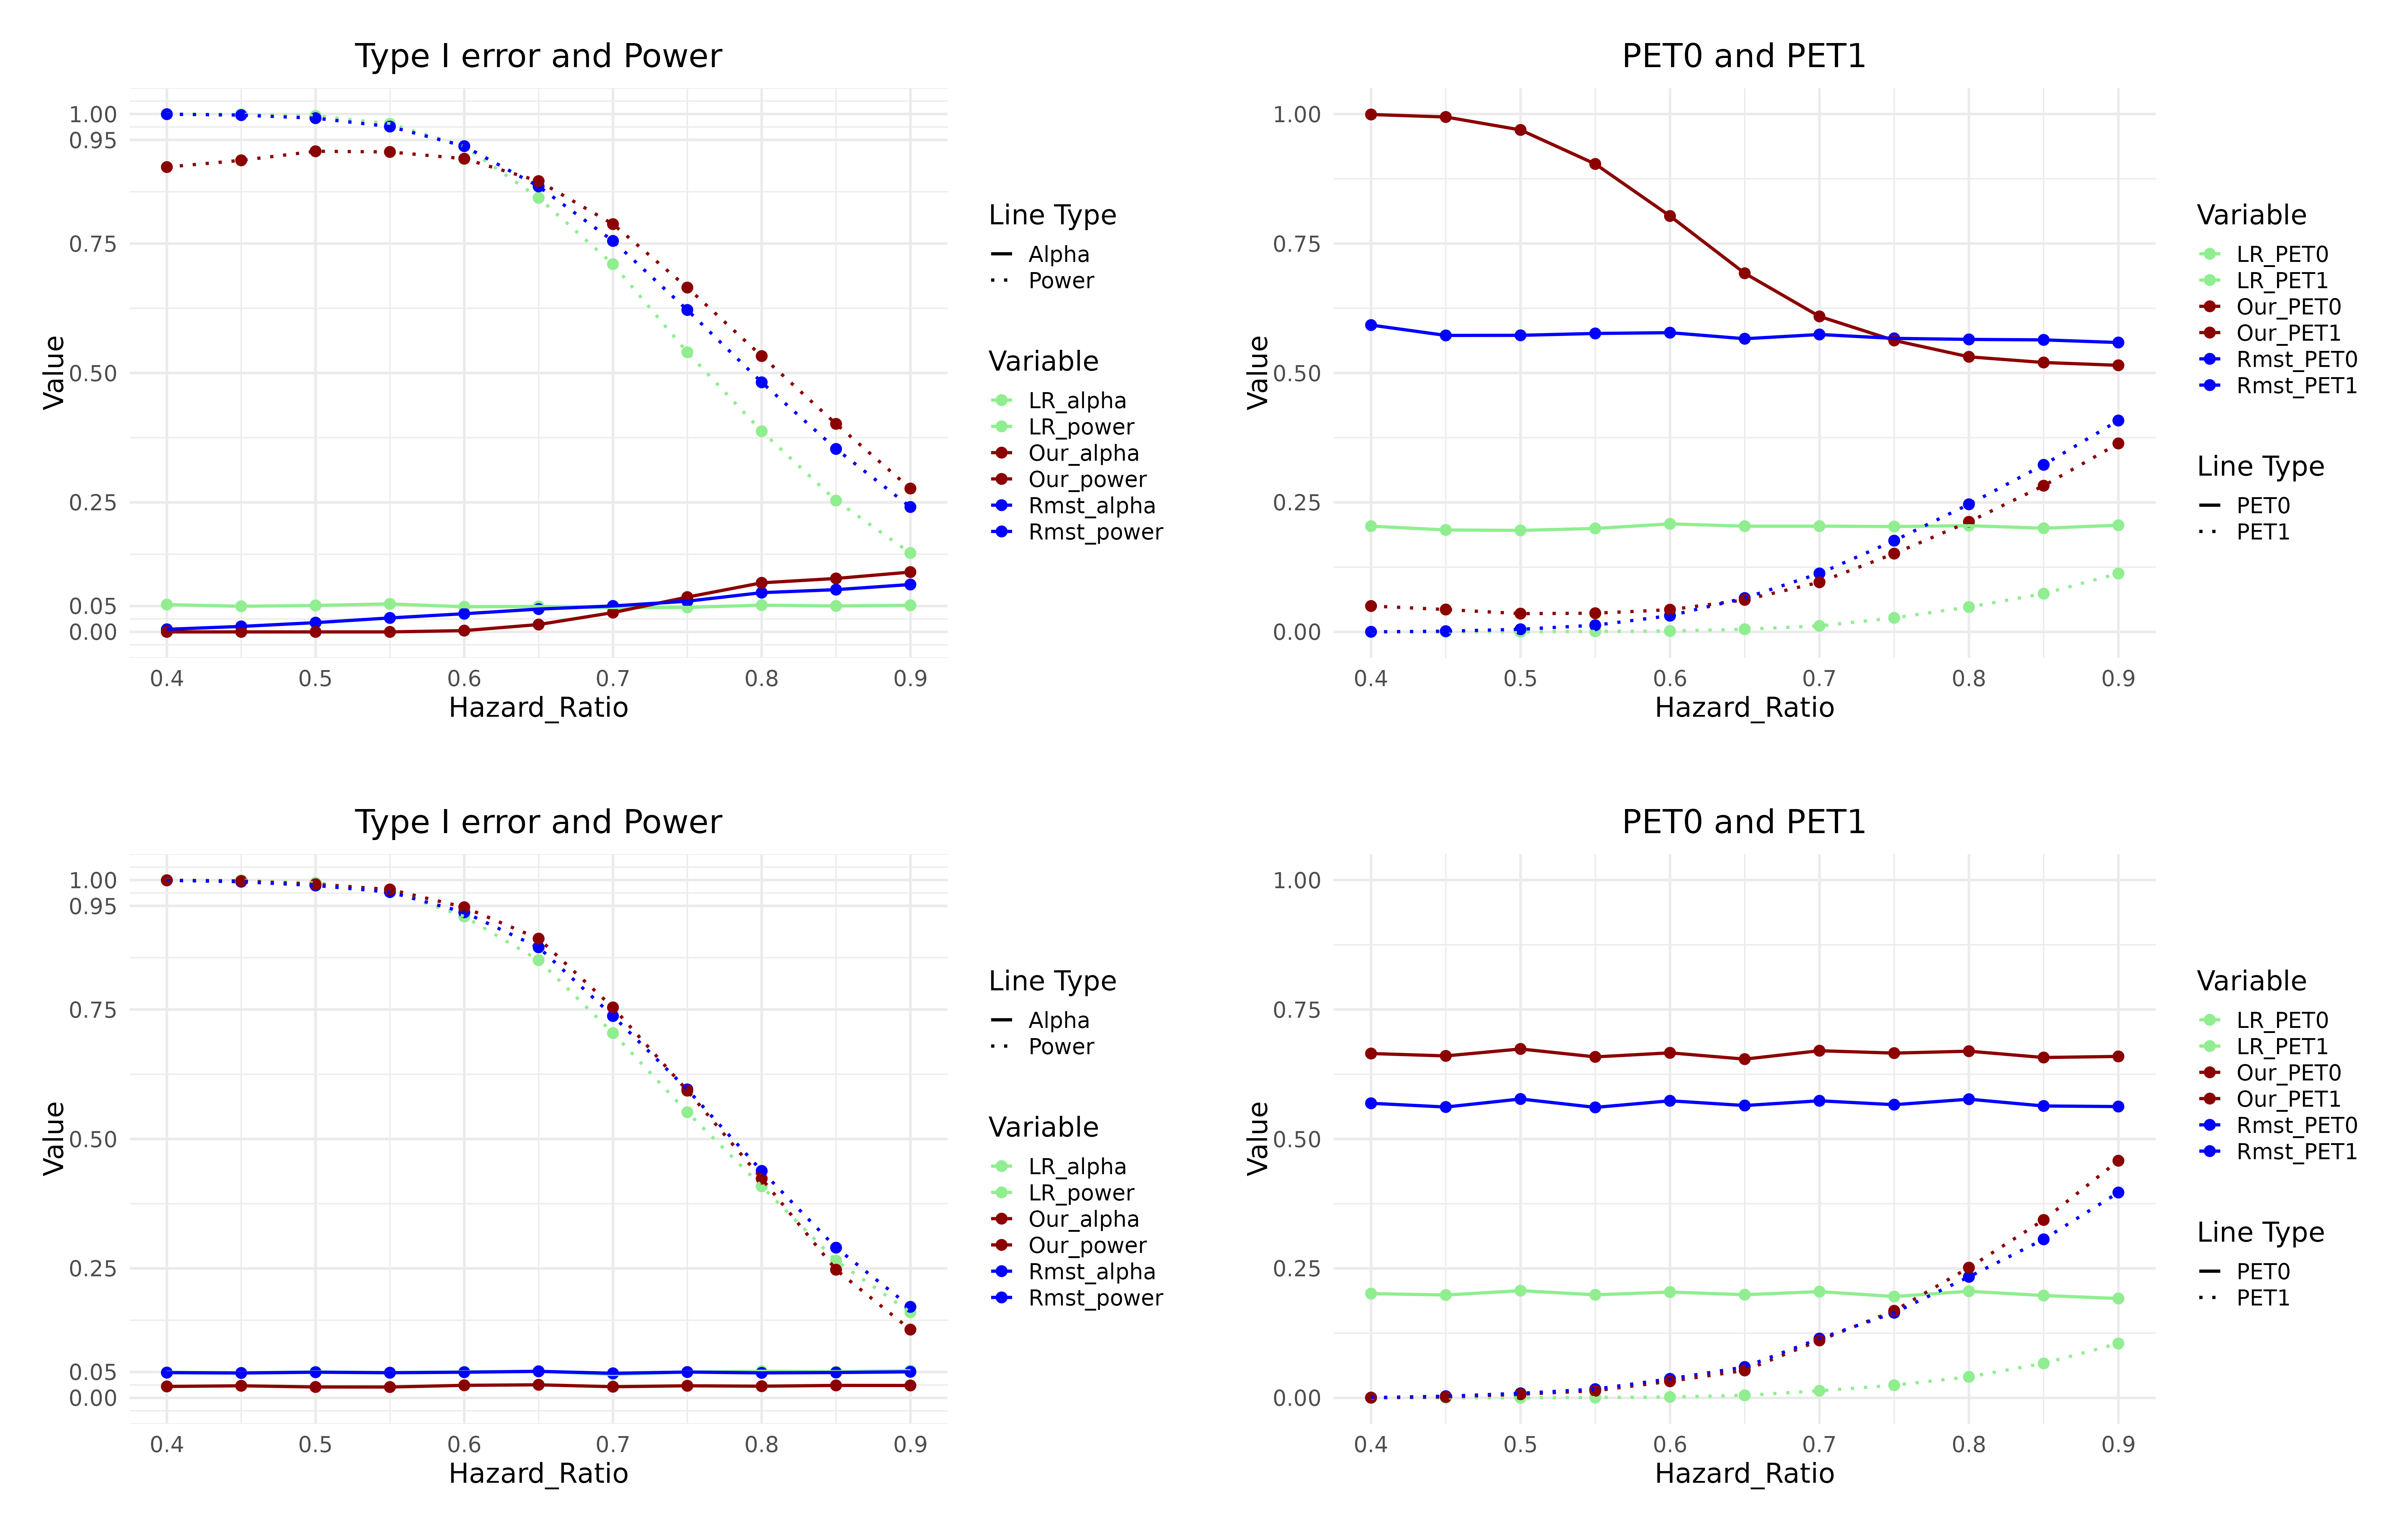 Type I error and Power
Value
1.00
0.95
0.75
0.50
0.25
0.05
0.00
0.4 0.5 0.6 0.7 0.8 0.9
Hazard_Ratio
Line Type
Alpha
Power
Variable
LR_alpha
LR_power
Our_alpha
Our_power
Rmst_alpha
Rmst_power
PET0 and PET1
Value
1.00
0.75
0.50
0.25
0.00
0.4 0.5 0.6 0.7 0.8 0.9
Hazard_Ratio
Variable
LR_PET0
LR_PET1
Our_PET0
Our_PET1
Rmst_PET0
Rmst_PET1
Line Type
PET0
PET1
Type I error and Power
Value
1.00
0.95
0.75
0.50
0.25
0.05
0.00
0.4 0.5 0.6 0.7 0.8 0.9
Hazard_Ratio
Line Type
Alpha
Power
Variable
LR_alpha
LR_power
Our_alpha
Our_power
Rmst_alpha
Rmst_power
PET0 and PET1
Value
1.00
0.75
0.50
0.25
0.00
0.4 0.5 0.6 0.7 0.8 0.9
Hazard_Ratio
Variable
LR_PET0
LR_PET1
Our_PET0
Our_PET1
Rmst_PET0
Rmst_PET1
Line Type
PET0
PET1